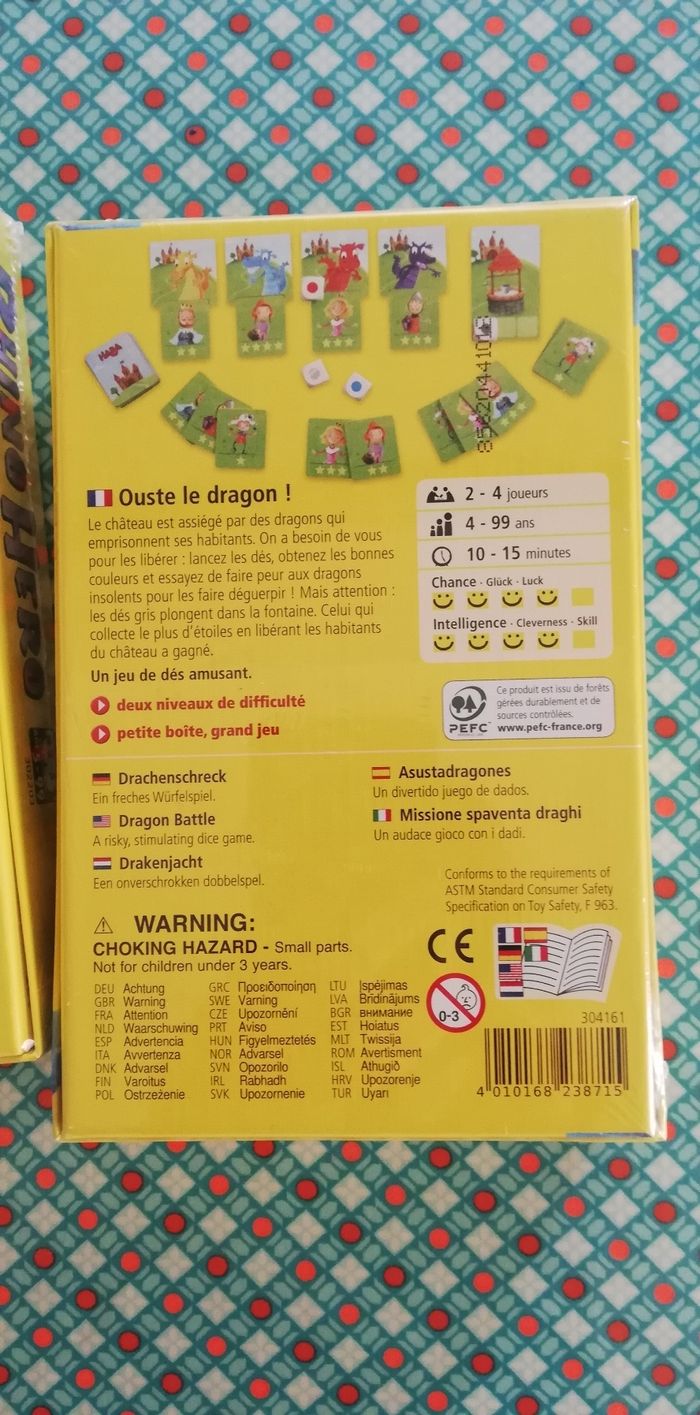 HABA
RHINO HERO
Ouste le dragon !
Le château est assiégé par des dragons qui
emprisonnent ses habitants. On a besoin de vous
pour les libérer : lancez les dés, obtenez les bonnes
couleurs et essayez de faire peur aux dragons
insolents pour les faire déguerpir ! Mais attention :
les dés gris plongent dans la fontaine. Celui qui
collecte le plus d'étoiles en libérant les habitants
du château a gagné.
Un jeu de dés amusant.
deux niveaux de difficulté
petite boîte, grand jeu
2 - 4 joueurs
4 - 99 ans
10 - 15 minutes
Chance · Glück · Luck
Intelligence · Cleverness · Skill
PEFC
Ce produit est issu de forêts
gérées durablement et de
sources contrôlées.
www.pefc-france.org
Drachenschreck
Ein freches Würfelspiel.
Dragon Battle
A risky, stimulating dice game.
Drakenjacht
Een onverschrokken dobbelspel.
Asustadragones
Un divertido juego de dados.
Missione spaventa draghi
Un audace gioco con i dadi.
Conforms to the requirements of
ASTM Standard Consumer Safety
Specification on Toy Safety, F 963.
WARNING:
CHOKING HAZARD - Small parts.
Not for children under 3 years.
DEU Achtung
GBR Warning
FRA Attention
NLD Waarschuwing
ESP Advertencia
ITA Avvertenza
DNK Advarsel
FIN Varoitus
POL Ostrzeżenie
GRC Προειδοποίηση
SWE Varning
CZE Upozornění
PRT Aviso
HUN Figyelmeztetés
NOR Advarsel
SVN Opozorilo
IRL Rabhadh
SVK Upozornenie
LTU Įspėjimas
LVA Brīdinājums
BGR внимание
EST Hoiatus
MLT Twissija
ROM Avertisment
ISL Athugið
HRV Upozorenje
TUR Uyarı
CE
0-3
304161
4 010168 238715